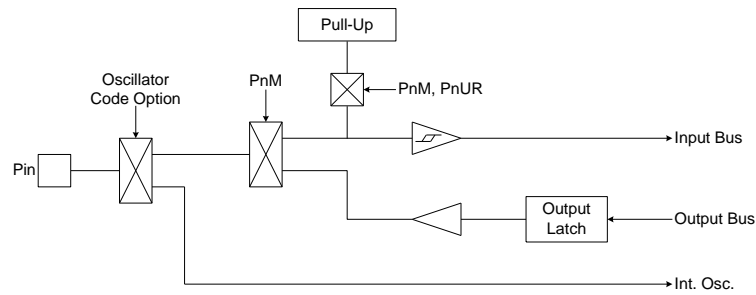 Pull-Up
Oscillator
Code Option
PnM
PnM, PnUR
Pin
Input Bus
Output
Latch
Output Bus
Int. Osc.